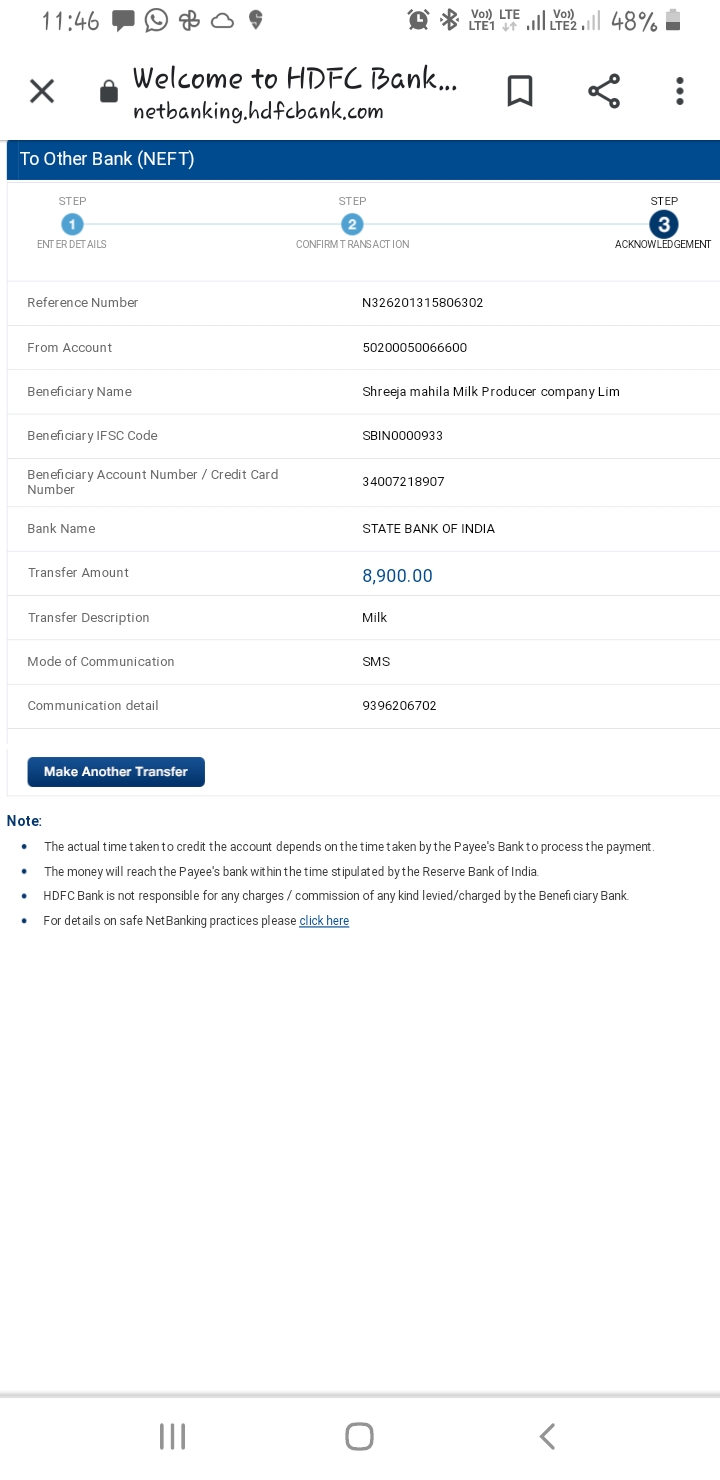 11:46 Vo)) LTE LTE1 Vo)) LTE2 48%
Welcome to HDFC Bank...
netbanking.hdfcbank.com
To Other Bank (NEFT)
STEP STEP STEP
1 2 3
ENTER DETAILS CONFIRM TRANSACTION ACKNOWLEDGEMENT
Reference Number N326201315806302
From Account 50200050066600
Beneficiary Name Shreeja mahila Milk Producer company Lim
Beneficiary IFSC Code SBIN0000933
Beneficiary Account Number / Credit Card
Number 34007218907
Bank Name STATE BANK OF INDIA
Transfer Amount 8,900.00
Transfer Description Milk
Mode of Communication SMS
Communication detail 9396206702
Make Another Transfer
Note:
• The actual time taken to credit the account depends on the time taken by the Payee's Bank to process the payment.
• The money will reach the Payee's bank within the time stipulated by the Reserve Bank of India.
• HDFC Bank is not responsible for any charges / commission of any kind levied/charged by the Beneficiary Bank.
• For details on safe NetBanking practices please click here